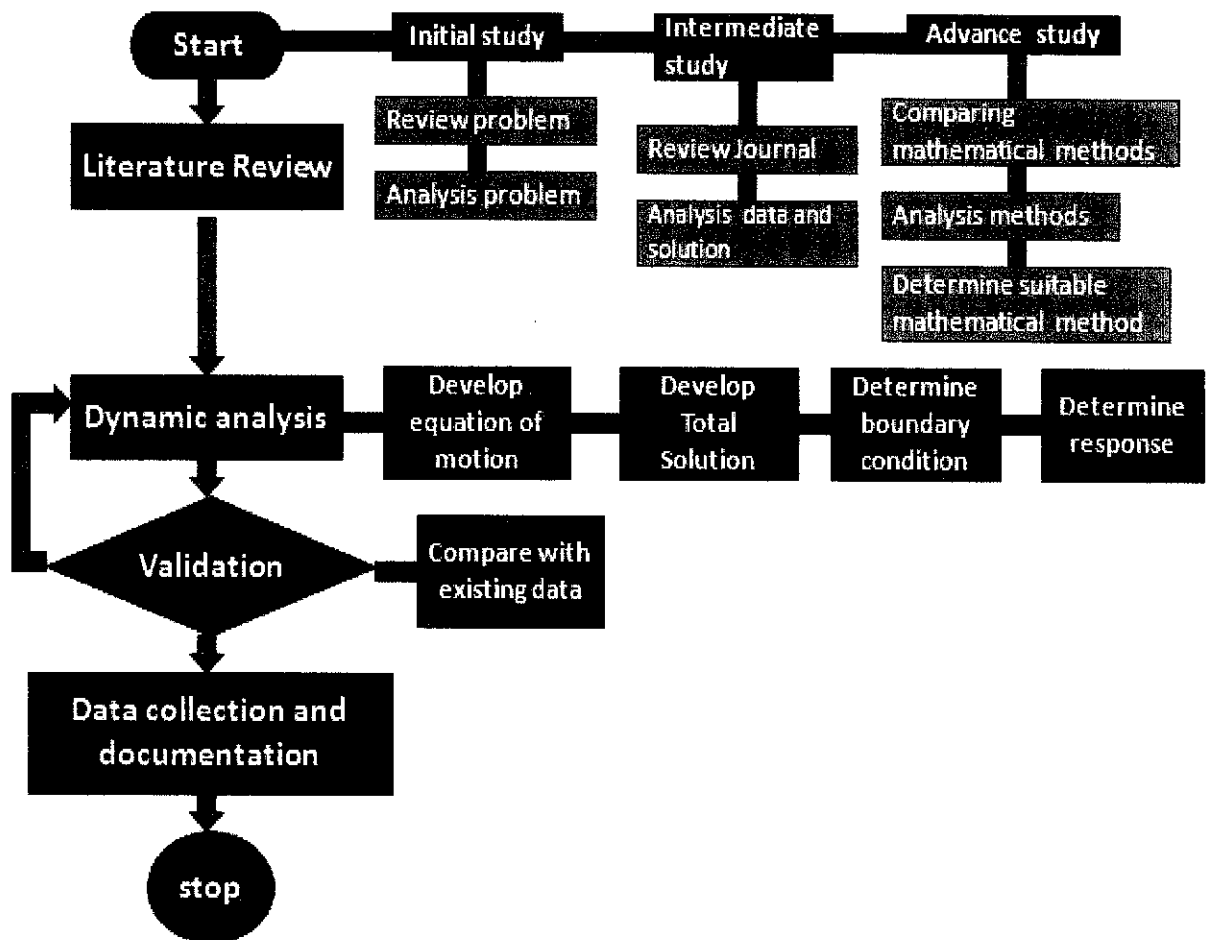 Start
Initial study
Intermediate
study
Advance study
Review problem
Analysis problem
Review Journal
Analysis data and
solution
Comparing
mathematical methods
Analysis methods
Determine suitable
mathematical method
Literature Review
Dynamic analysis
Develop
equation of
motion
Develop
Total
Solution
Determine
boundary
condition
Determine
response
Validation
Compare with
existing data
Data collection and
documentation
stop